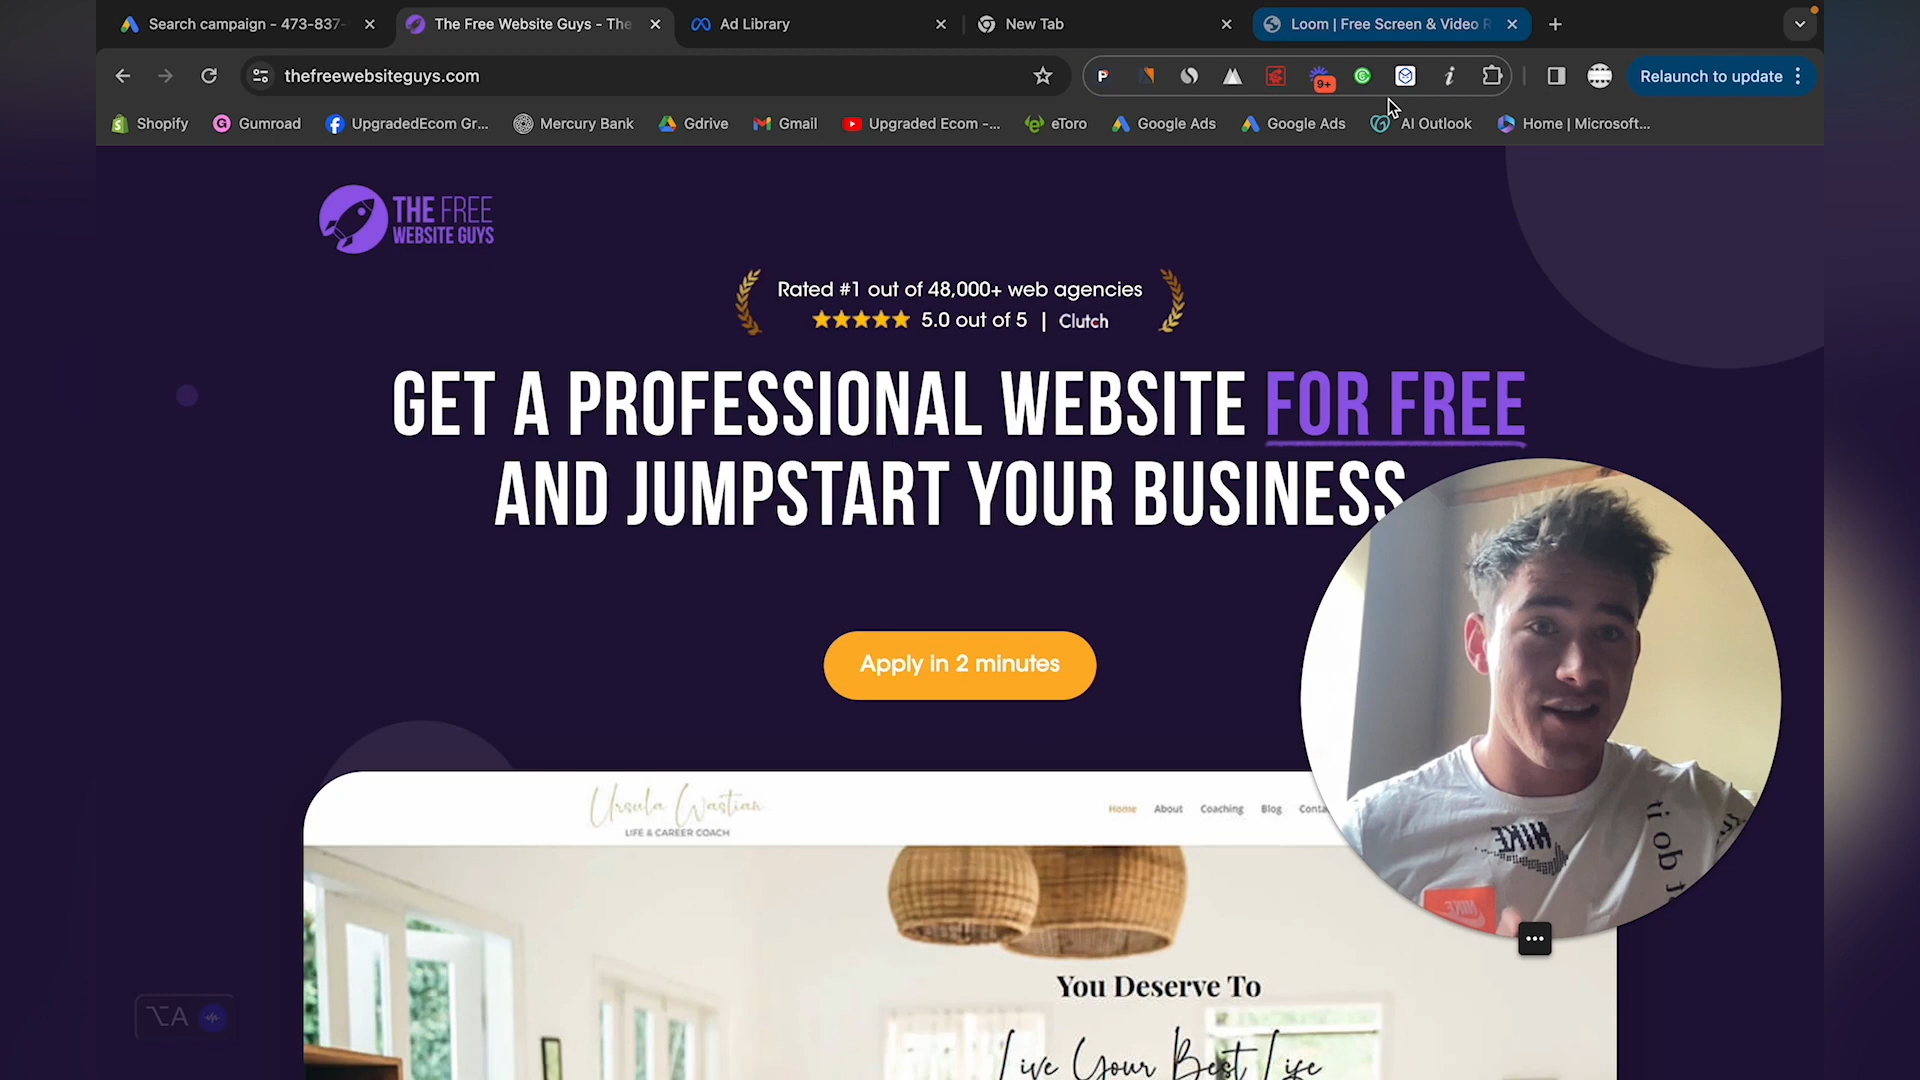 Search campaign - 473-837-
The Free Website Guys - The
Ad Library
New Tab
Loom | Free Screen & Video R
thefreewebsiteguys.com
9+
Relaunch to update
Shopify
Gumroad
UpgradedEcom Gr...
Mercury Bank
Gdrive
Gmail
Upgraded Ecom -...
eToro
Google Ads
Google Ads
AI Outlook
Home | Microsoft...
THE FREE
WEBSITE GUYS
Rated #1 out of 48,000+ web agencies
5.0 out of 5 | Clutch
GET A PROFESSIONAL WEBSITE FOR FREE
AND JUMPSTART YOUR BUSINESS
Apply in 2 minutes
Ursula Wastian
LIFE & CAREER COACH
Home
About
Coaching
Blog
Conta
NIKE
NIKE
You Deserve To
Live Your Best Life
⌥A